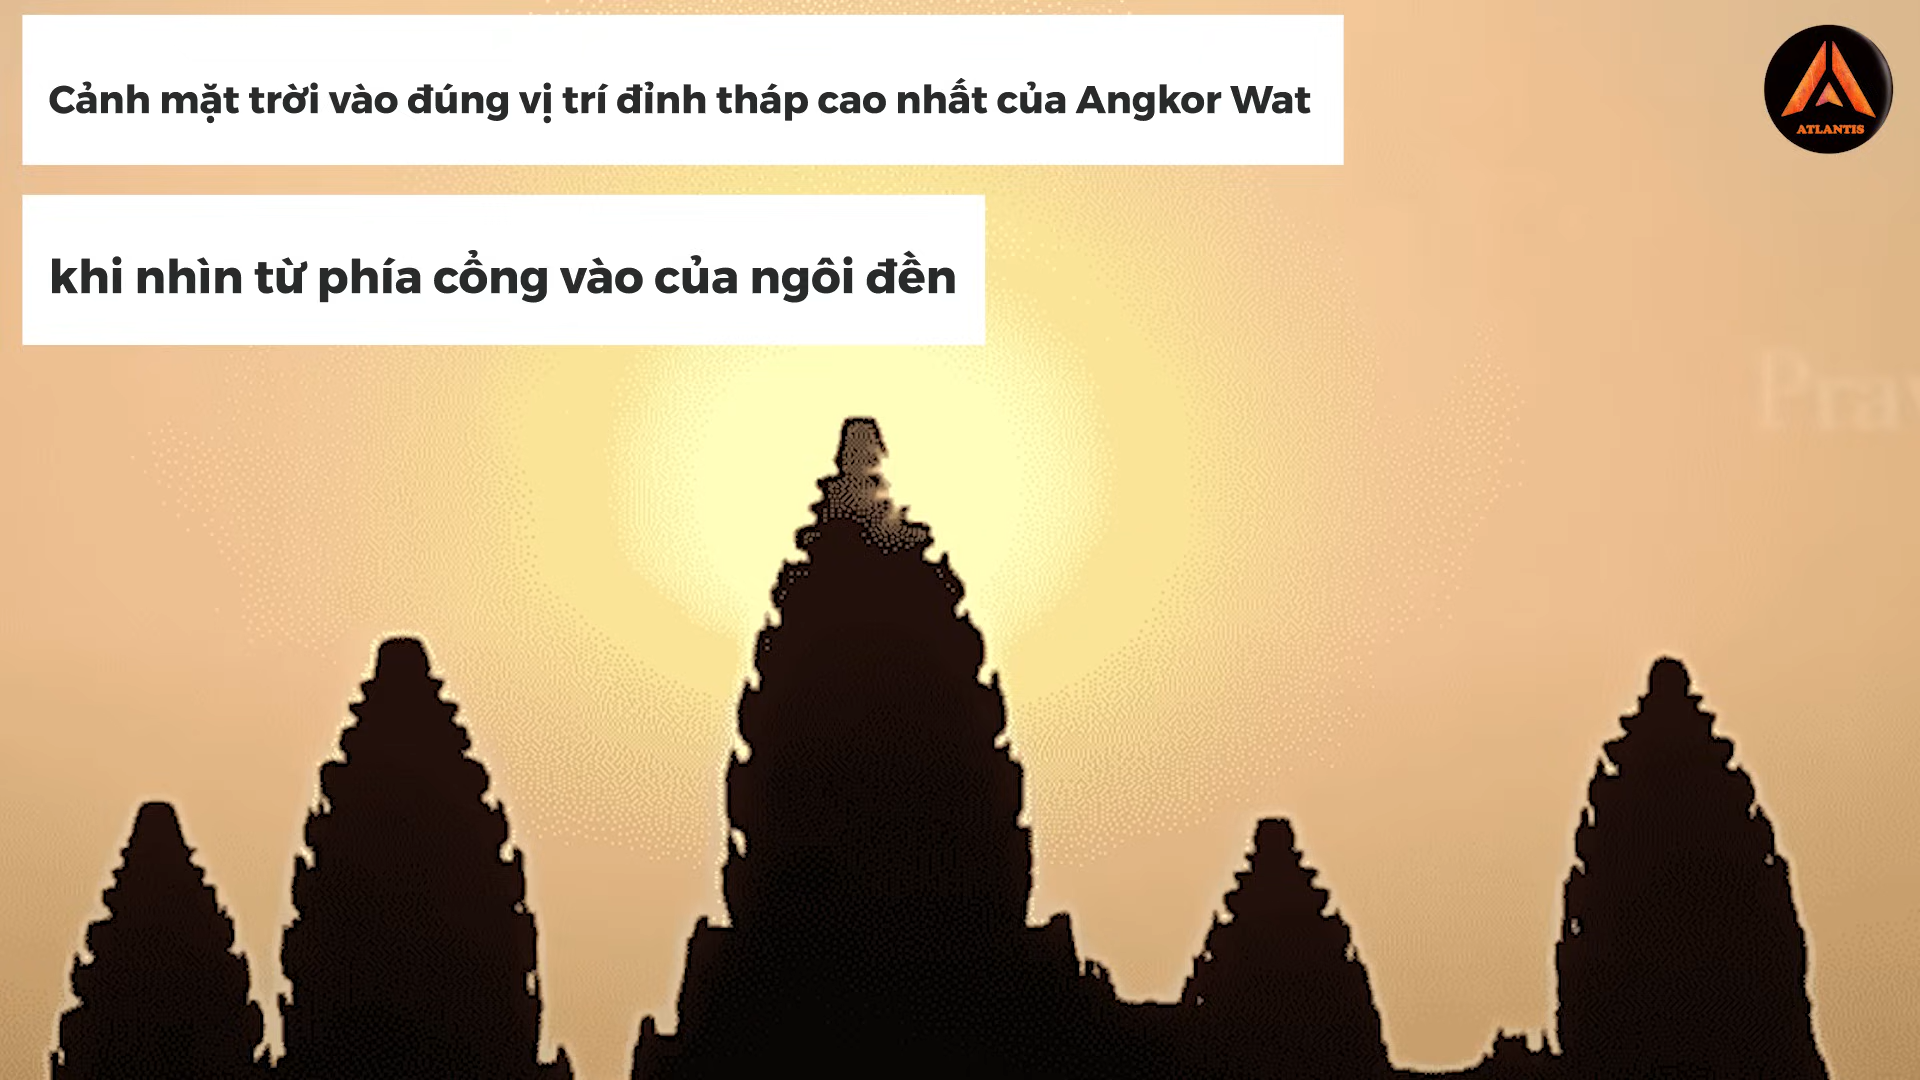 Cảnh mặt trời vào đúng vị trí đỉnh tháp cao nhất của Angkor Wat
ATLANTIS
khi nhìn từ phía cổng vào của ngôi đền